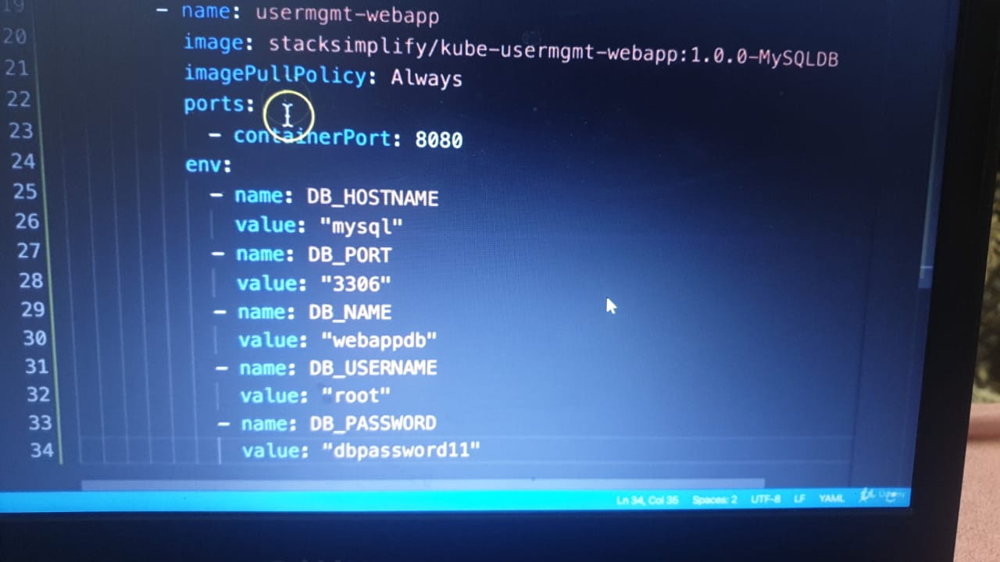 19 - name: usermgmt-webapp
20 image: stacksimplify/kube-usermgmt-webapp:1.0.0-MySQLDB
21 imagePullPolicy: Always
22 ports:
23 - containerPort: 8080
24 env:
25 - name: DB_HOSTNAME
26 value: "mysql"
27 - name: DB_PORT
28 value: "3306"
29 - name: DB_NAME
30 value: "webappdb"
31 - name: DB_USERNAME
32 value: "root"
33 - name: DB_PASSWORD
34 value: "dbpassword11"
Ln 34, Col 35 Spaces: 2 UTF-8 LF YAML